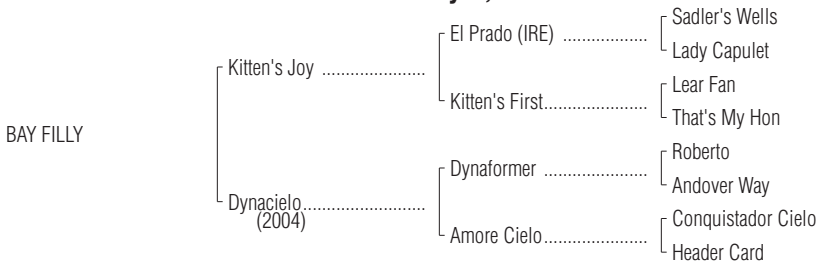 Sadler's Wells
El Prado (IRE) ..................
Lady Capulet
Kitten's Joy ......................
Lear Fan
Kitten's First......................
That's My Hon
BAY FILLY
Roberto
Dynaformer ......................
Andover Way
Dynacielo..........................
(2004)
Conquistador Cielo
Amore Cielo......................
Header Card